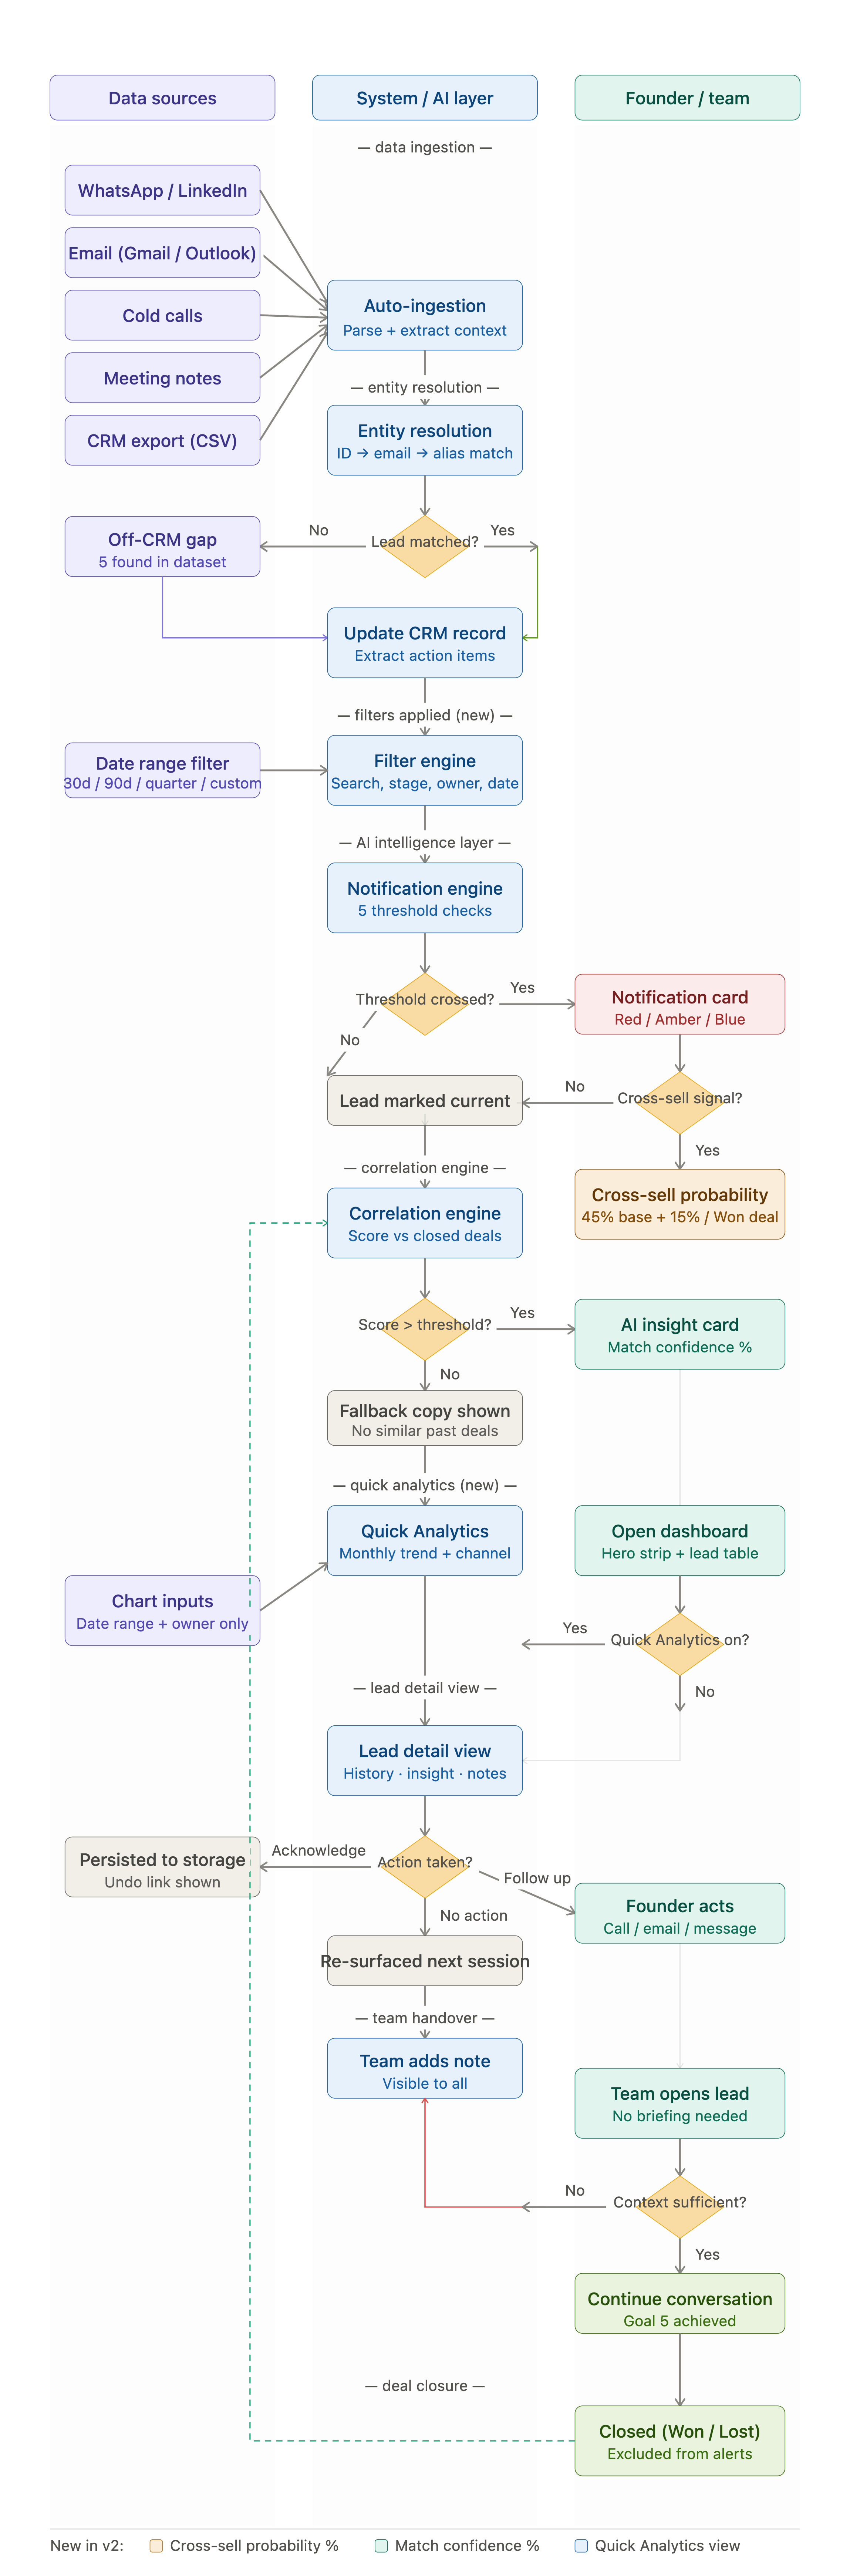 Data sources
System / AI layer
Founder / team
— data ingestion —
WhatsApp / LinkedIn
Email (Gmail / Outlook)
Cold calls
Meeting notes
CRM export (CSV)
Auto-ingestion
Parse + extract context
— entity resolution —
Entity resolution
ID → email → alias match
Lead matched?
No
Yes
Off-CRM gap
5 found in dataset
Update CRM record
Extract action items
— filters applied (new) —
Date range filter
30d / 90d / quarter / custom
Filter engine
Search, stage, owner, date
— AI intelligence layer —
Notification engine
5 threshold checks
Threshold crossed?
Yes
No
Notification card
Red / Amber / Blue
Cross-sell signal?
No
Yes
Lead marked current
Cross-sell probability
45% base + 15% / Won deal
— correlation engine —
Correlation engine
Score vs closed deals
Score > threshold?
Yes
No
AI insight card
Match confidence %
Fallback copy shown
No similar past deals
— quick analytics (new) —
Quick Analytics
Monthly trend + channel
Open dashboard
Hero strip + lead table
Chart inputs
Date range + owner only
Quick Analytics on?
Yes
No
— lead detail view —
Lead detail view
History · insight · notes
Action taken?
Acknowledge
Follow up
No action
Persisted to storage
Undo link shown
Founder acts
Call / email / message
Re-surfaced next session
— team handover —
Team adds note
Visible to all
Team opens lead
No briefing needed
Context sufficient?
No
Yes
Continue conversation
Goal 5 achieved
— deal closure —
Closed (Won / Lost)
Excluded from alerts
New in v2:
Cross-sell probability %
Match confidence %
Quick Analytics view